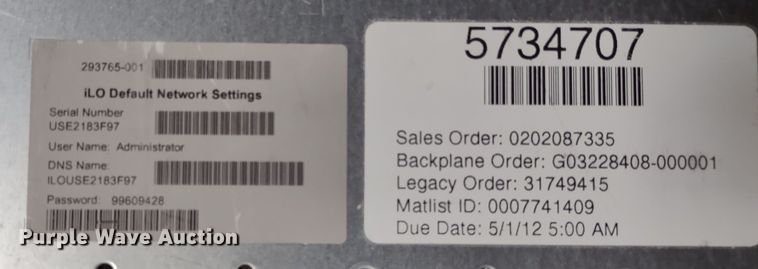 293765-001
iLO Default Network Settings
Serial Number
USE2183F97
User Name: Administrator
DNS Name:
ILOUSE2183F97
Password: 99609428
5734707
Sales Order: 0202087335
Backplane Order: G03228408-000001
Legacy Order: 31749415
Matlist ID: 0007741409
Due Date: 5/1/12 5:00 AM
Purple Wave Auction